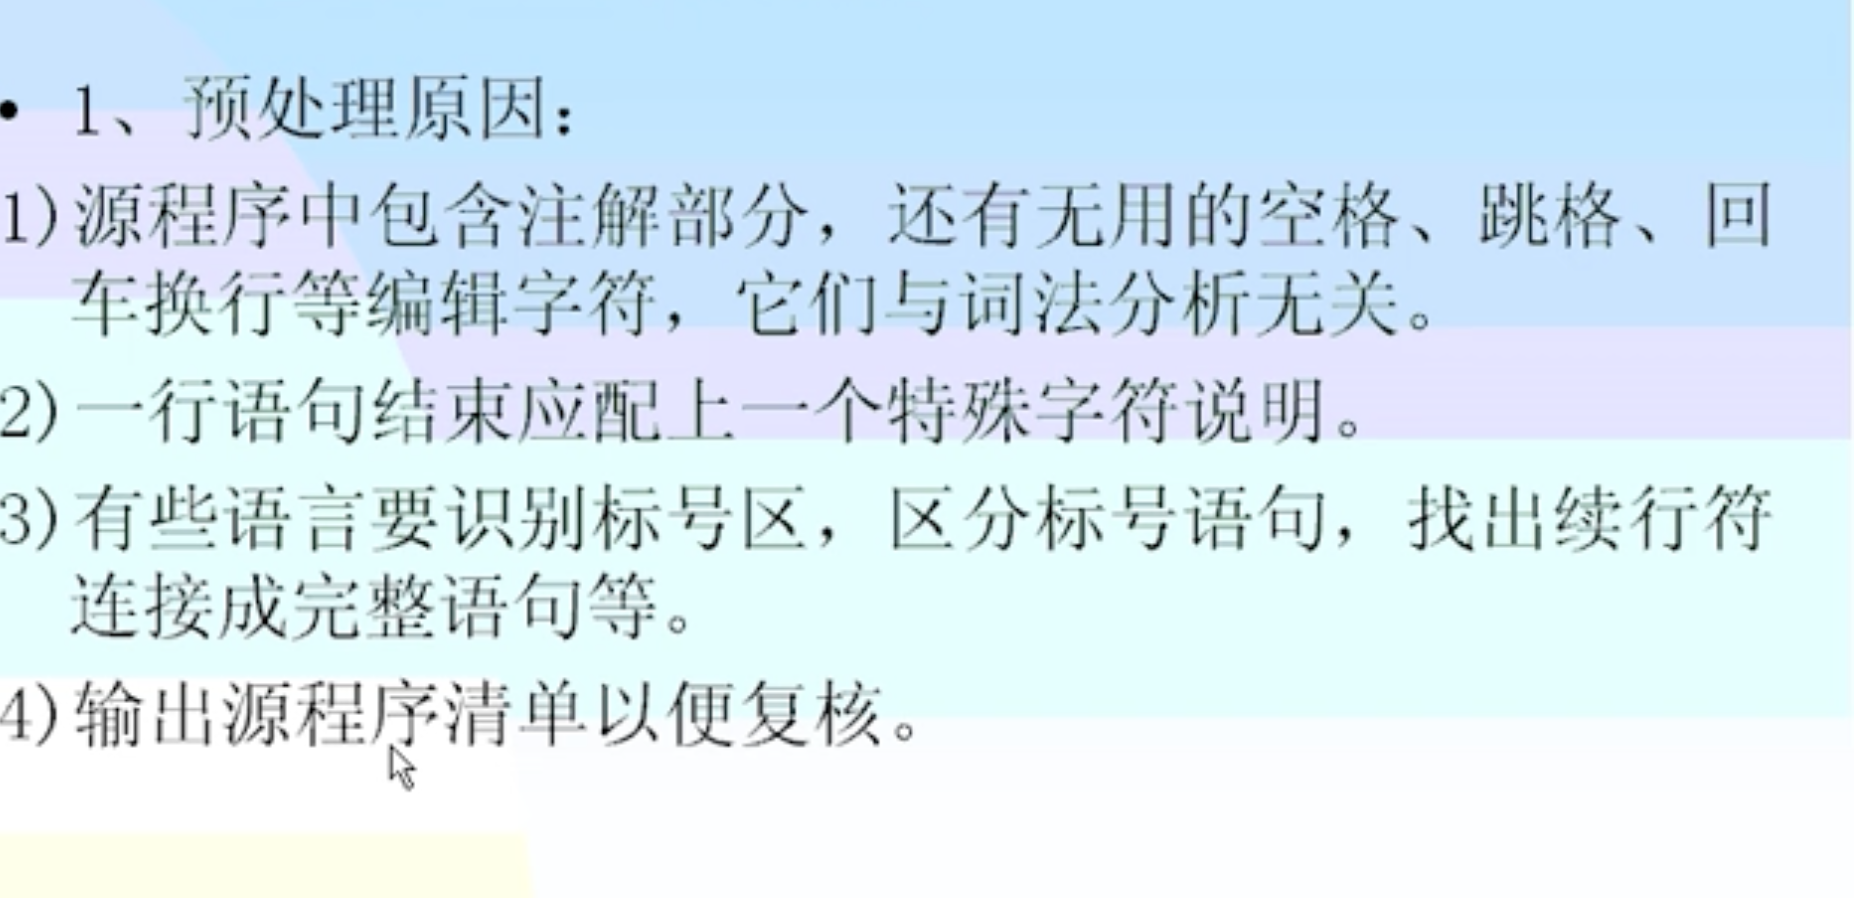 • 1、预处理原因：
1)源程序中包含注解部分，还有无用的空格、跳格、回
车换行等编辑字符，它们与词法分析无关。
2)一行语句结束应配上一个特殊字符说明。
3)有些语言要识别标号区，区分标号语句，找出续行符
连接成完整语句等。
4)输出源程序清单以便复核。